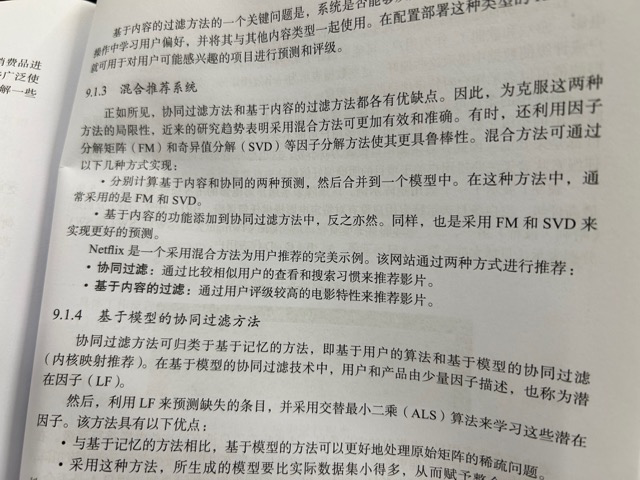 基于内容的过滤方法的一个关键问题是，系统是否能够
操作中学习用户偏好，并将其与其他内容类型一起使用。在配置部署这种类型的
就可用于对用户可能感兴趣的项目进行预测和评级。
9.1.3 混合推荐系统
正如所见，协同过滤方法和基于内容的过滤方法都各有优缺点。因此，为克服这两种
方法的局限性，近来的研究趋势表明采用混合方法可更加有效和准确。有时，还利用因子
分解矩阵（FM）和奇异值分解（SVD）等因子分解方法使其更具鲁棒性。混合方法可通过
以下几种方式实现：
• 分别计算基于内容和协同的两种预测，然后合并到一个模型中。在这种方法中，通
常采用的是 FM 和 SVD。
• 基于内容的功能添加到协同过滤方法中，反之亦然。同样，也是采用 FM 和 SVD 来
实现更好的预测。
Netflix 是一个采用混合方法为用户推荐的完美示例。该网站通过两种方式进行推荐：
• 协同过滤：通过比较相似用户的查看和搜索习惯来推荐影片。
• 基于内容的过滤：通过用户评级较高的电影特性来推荐影片。
9.1.4 基于模型的协同过滤方法
协同过滤方法可归类于基于记忆的方法，即基于用户的算法和基于模型的协同过滤
（内核映射推荐）。在基于模型的协同过滤技术中，用户和产品由少量因子描述，也称为潜
在因子（LF）。
然后，利用 LF 来预测缺失的条目，并采用交替最小二乘（ALS）算法来学习这些潜在
因子。该方法具有以下优点：
• 与基于记忆的方法相比，基于模型的方法可以更好地处理原始矩阵的稀疏问题。
• 采用这种方法，所生成的模型要比实际数据集小得多，从而赋予整
消费品进
广泛使
解一些